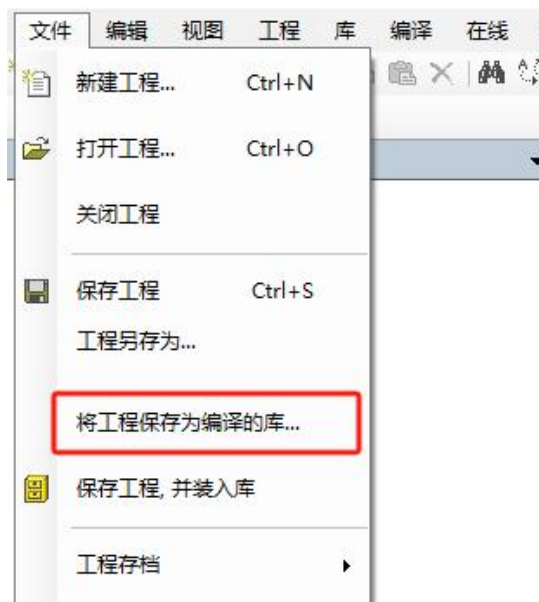 文件 编辑 视图 工程 库 编译 在线
新建工程... Ctrl+N
打开工程... Ctrl+O
关闭工程
保存工程 Ctrl+S
工程另存为...
将工程保存为编译的库...
保存工程, 并装入库
工程存档